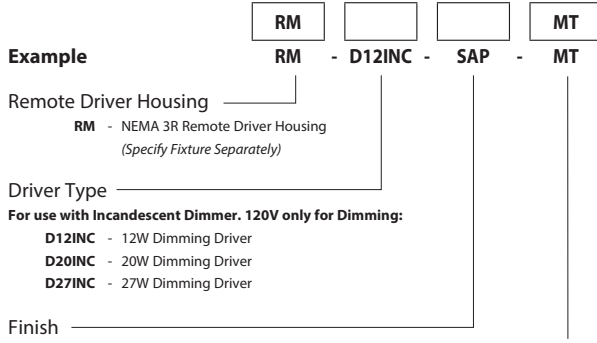 RM MT
Example RM - D12INC - SAP - MT
Remote Driver Housing
RM - NEMA 3R Remote Driver Housing
(Specify Fixture Separately)
Driver Type
For use with Incandescent Dimmer. 120V only for Dimming:
D12INC - 12W Dimming Driver
D20INC - 20W Dimming Driver
D27INC - 27W Dimming Driver
Finish